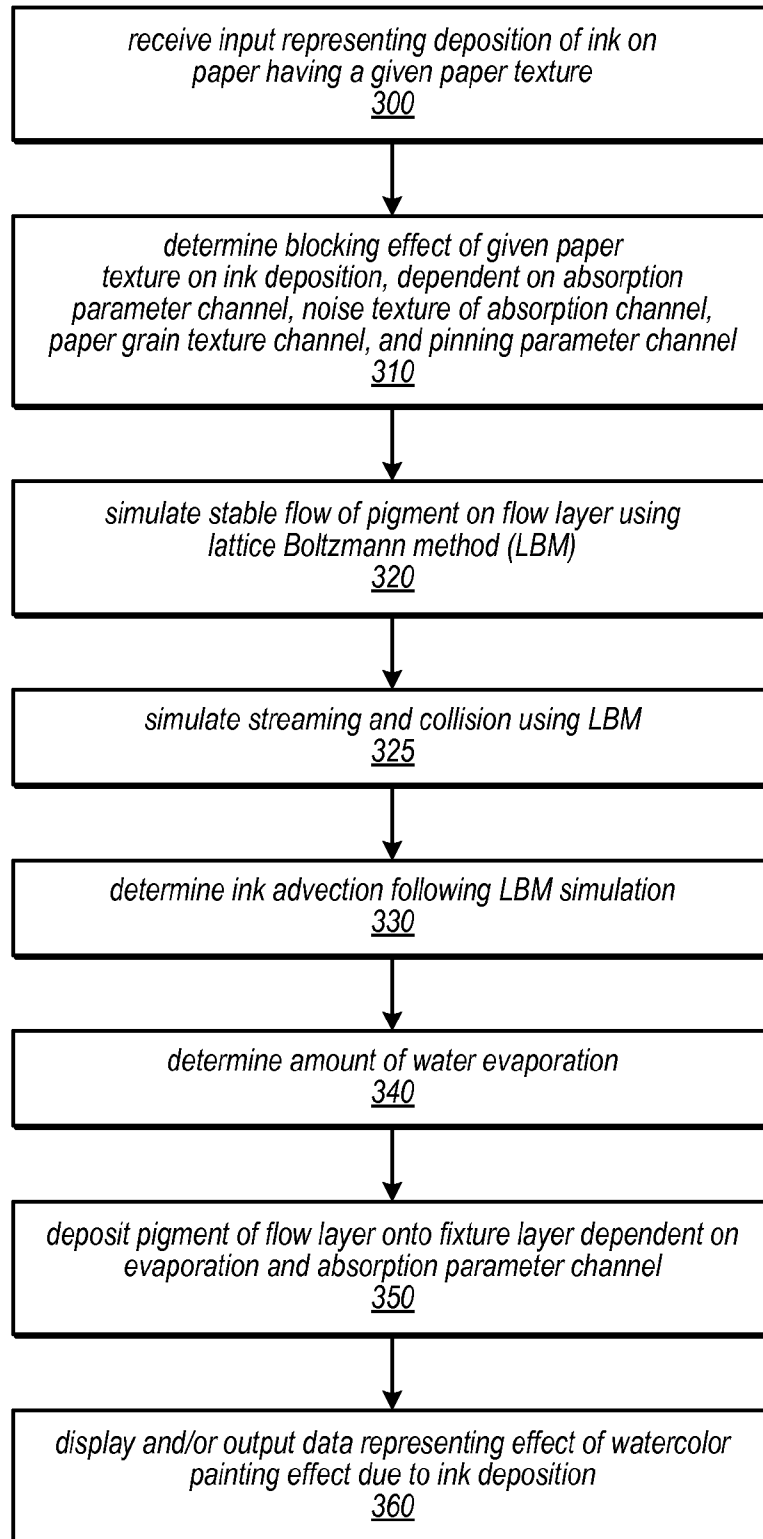 receive input representing deposition of ink on
paper having a given paper texture
300
determine blocking effect of given paper
texture on ink deposition, dependent on absorption
parameter channel, noise texture of absorption channel,
paper grain texture channel, and pinning parameter channel
310
simulate stable flow of pigment on flow layer using
lattice Boltzmann method (LBM)
320
simulate streaming and collision using LBM
325
determine ink advection following LBM simulation
330
determine amount of water evaporation
340
deposit pigment of flow layer onto fixture layer dependent on
evaporation and absorption parameter channel
350
display and/or output data representing effect of watercolor
painting effect due to ink deposition
360